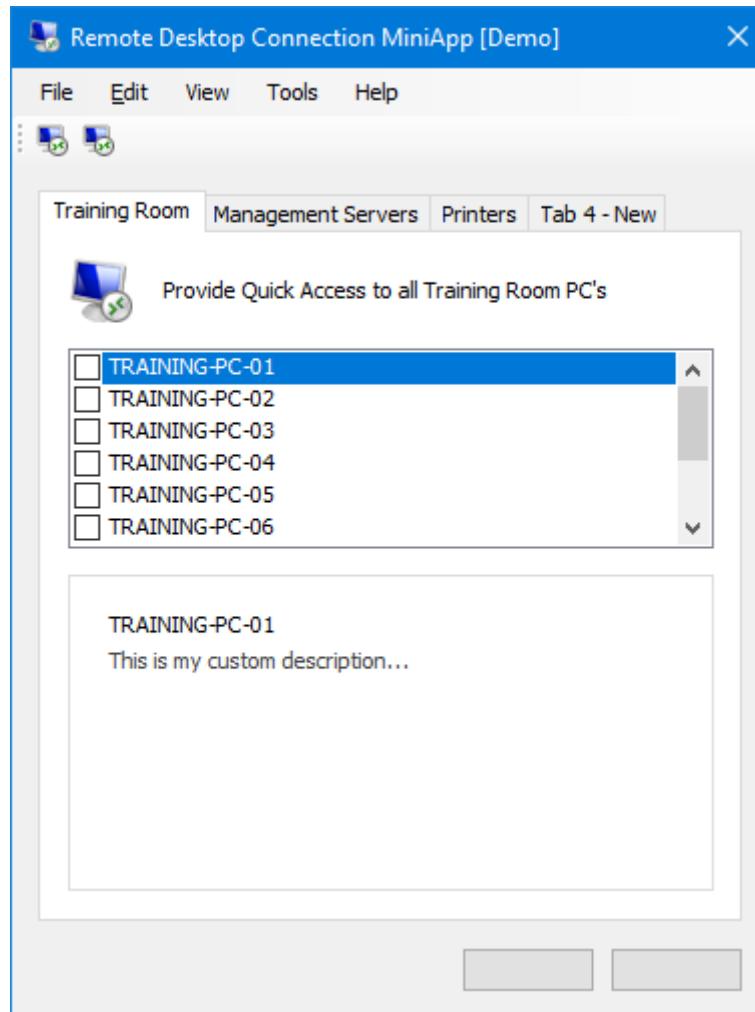 Remote Desktop Connection MiniApp [Demo]
File Edit View Tools Help
Training Room Management Servers Printers Tab 4 - New
Provide Quick Access to all Training Room PC's
TRAINING-PC-01
TRAINING-PC-02
TRAINING-PC-03
TRAINING-PC-04
TRAINING-PC-05
TRAINING-PC-06
TRAINING-PC-01
This is my custom description...